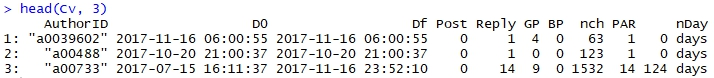 > head(Cv, 3)
AuthorID D0 Df Post Reply GP BP nch PAR nDay
1: "a0039602" 2017-11-16 06:00:55 2017-11-16 06:00:55 0 1 4 0 63 1 0 days
2: "a00488" 2017-10-20 21:00:37 2017-10-20 21:00:37 0 1 0 0 123 1 0 days
3: "a00733" 2017-07-15 16:11:37 2017-11-16 23:52:10 0 14 9 0 1532 14 124 days